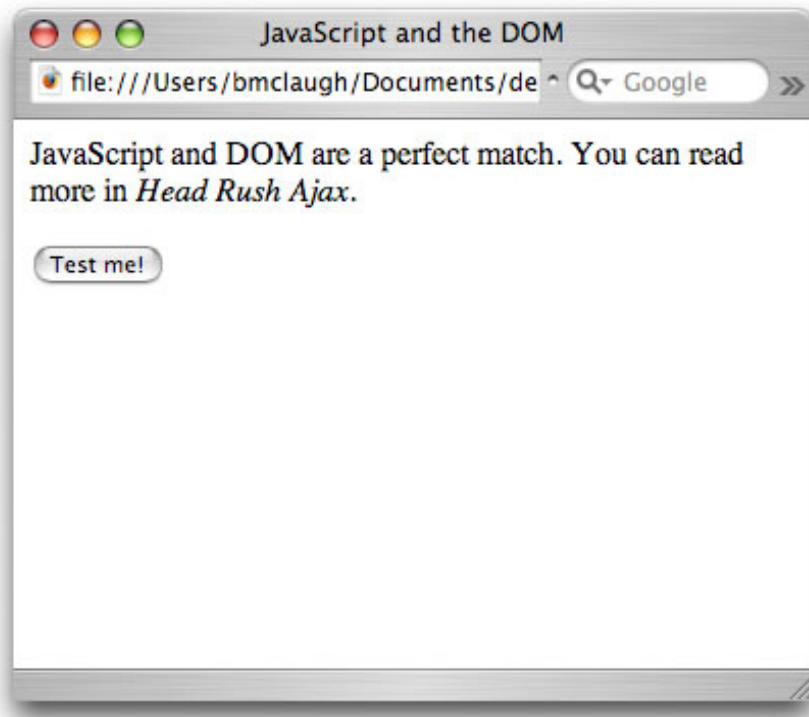 JavaScript and the DOM
file:///Users/bmclaugh/Documents/de
Google
JavaScript and DOM are a perfect match. You can read
more in Head Rush Ajax.
Test me!